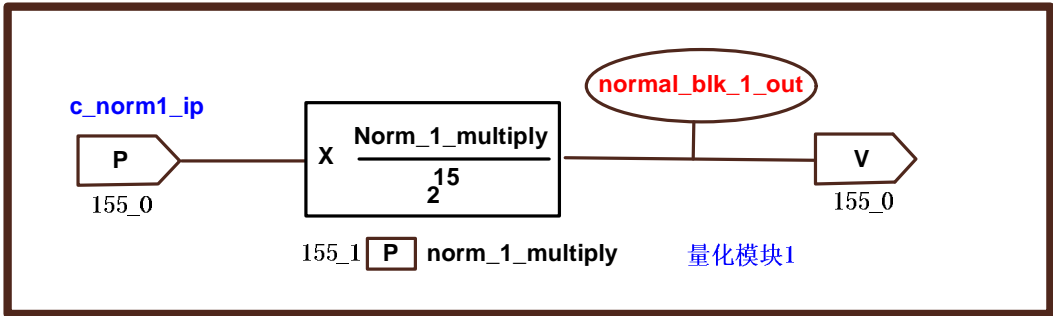 normal_blk_1_out
c_norm1_ip
P
155_0
X Norm_1_multiply
2^15
V
155_0
155_1 P norm_1_multiply
量化模块1